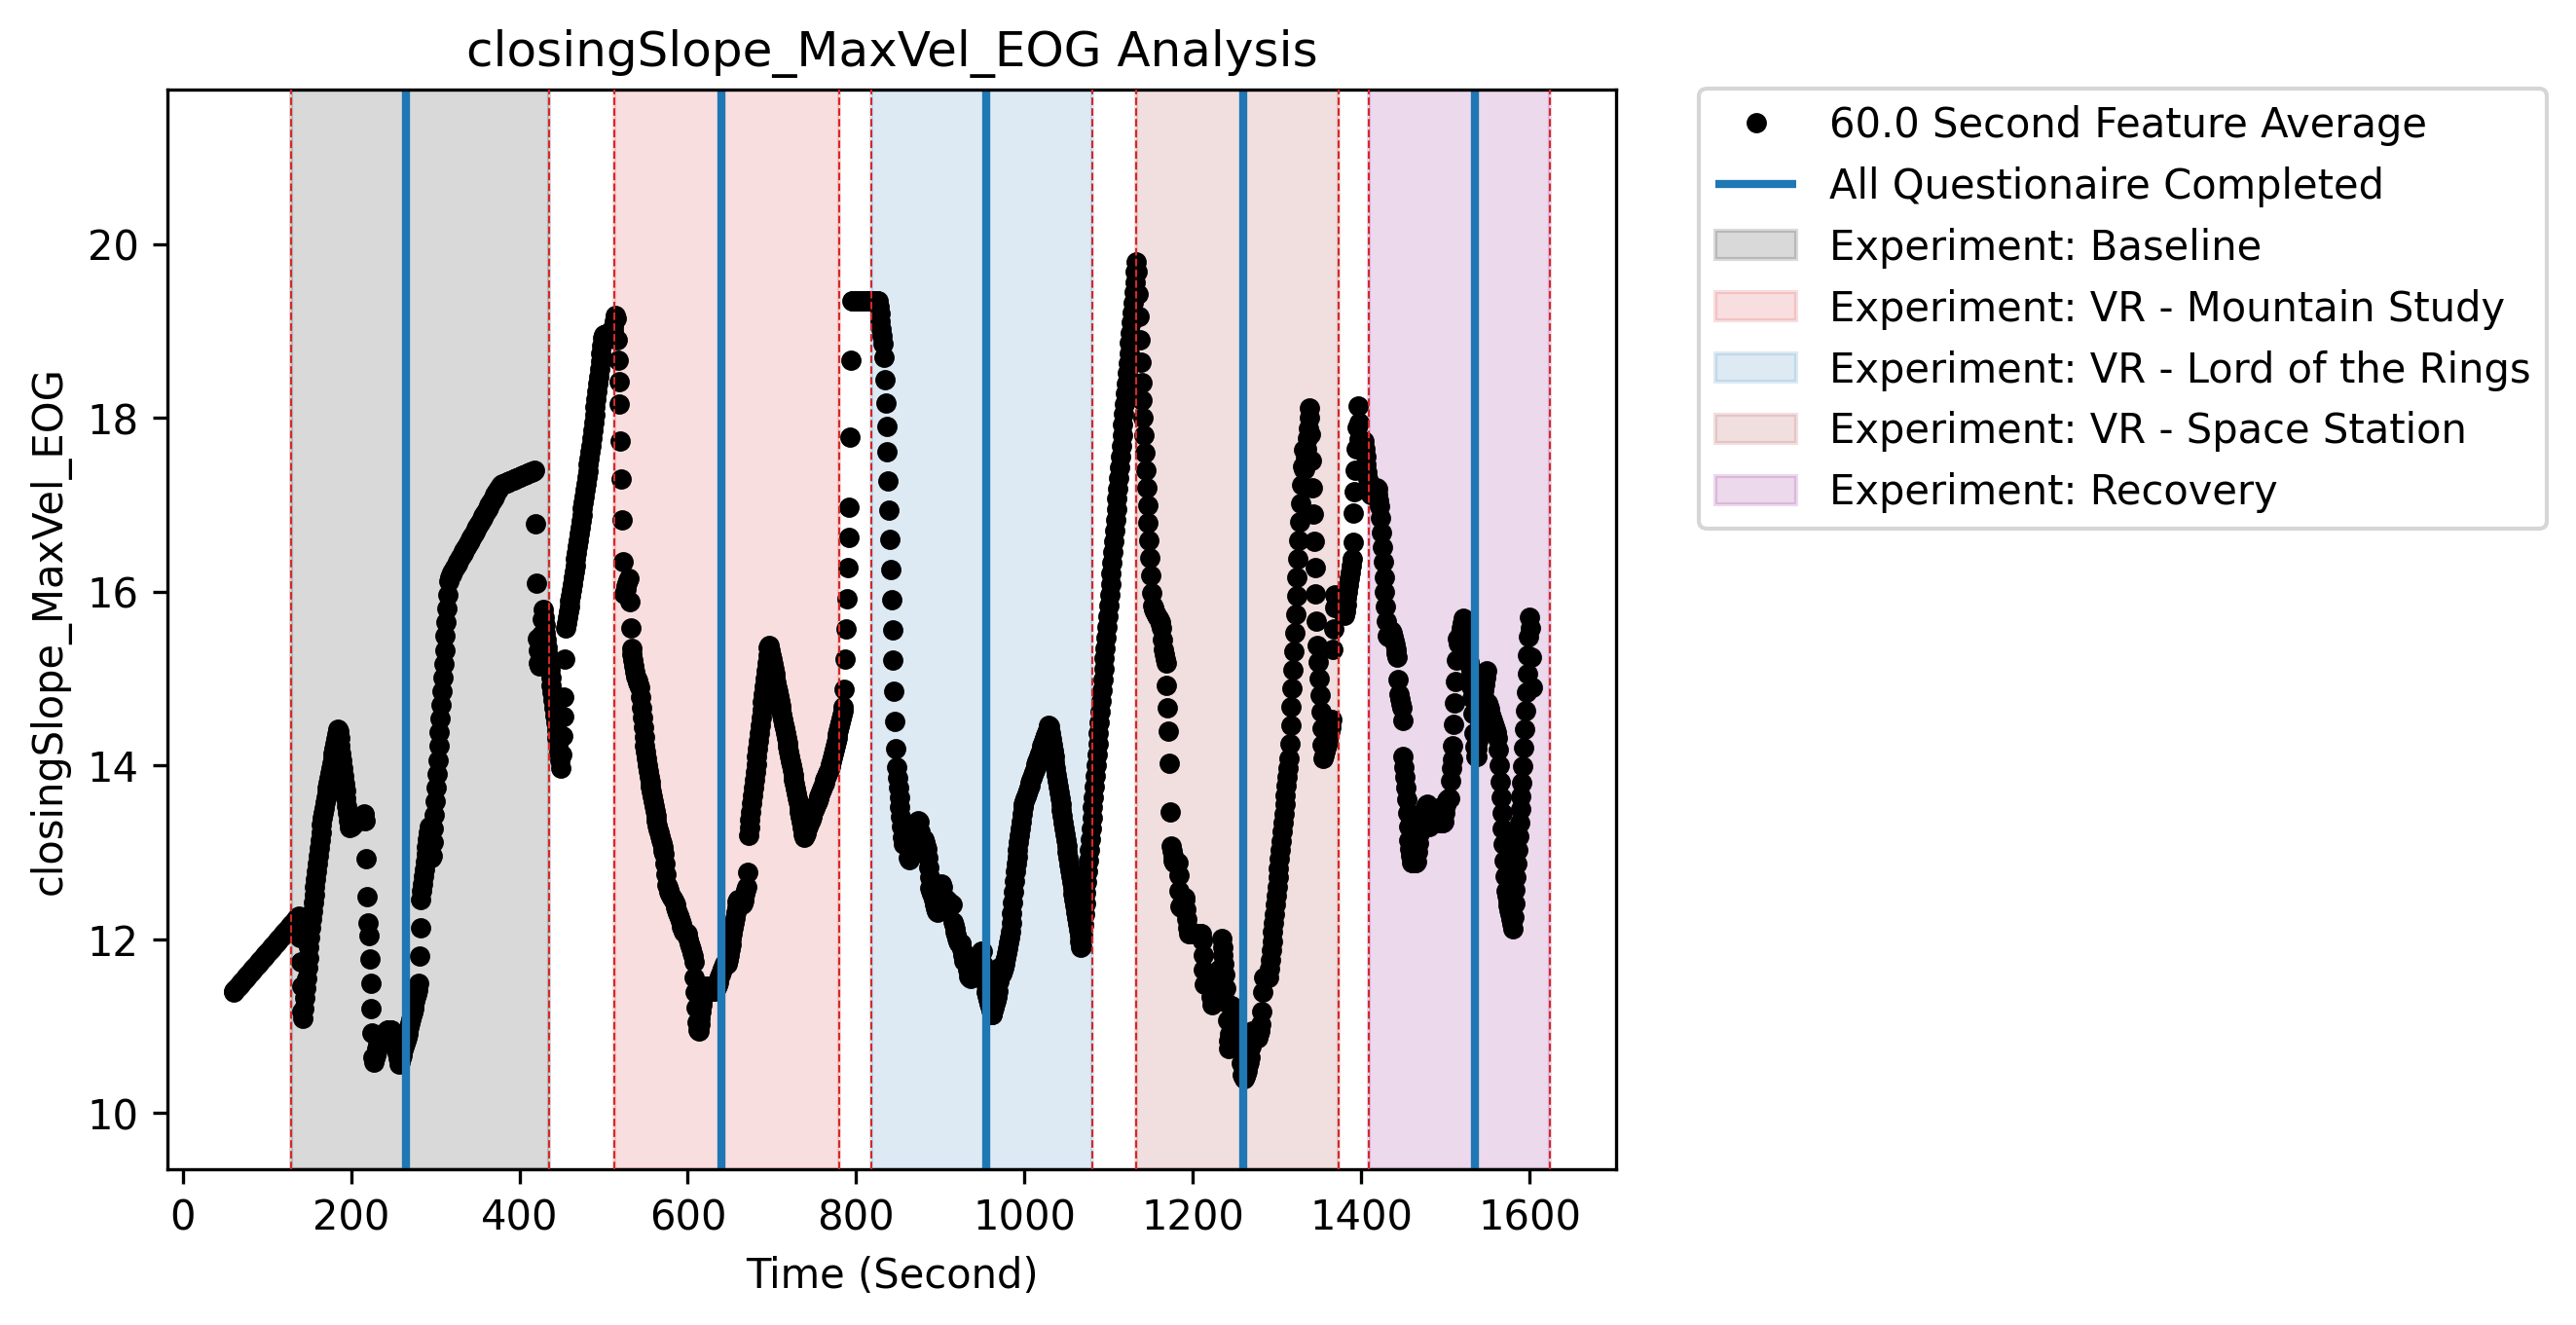 closingSlope_MaxVel_EOG Analysis
closingSlope_MaxVel_EOG
20
18
16
14
12
10
0 200 400 600 800 1000 1200 1400 1600
Time (Second)
60.0 Second Feature Average
All Questionaire Completed
Experiment: Baseline
Experiment: VR - Mountain Study
Experiment: VR - Lord of the Rings
Experiment: VR - Space Station
Experiment: Recovery